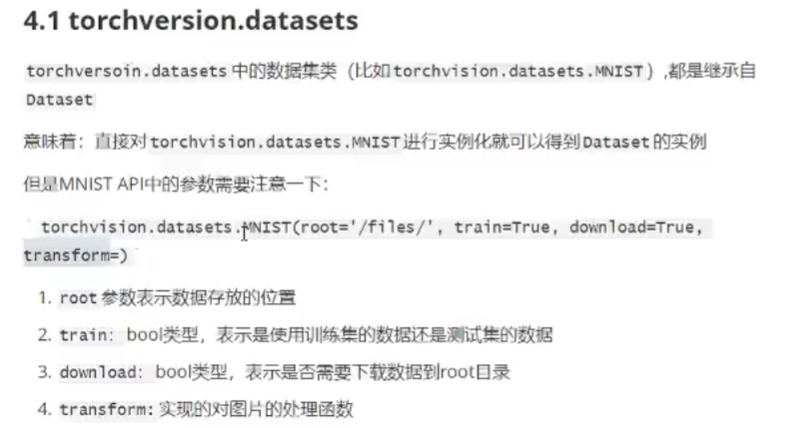 4.1 torchversion.datasets
torchversoin.datasets 中的数据集类（比如torchvision.datasets.MNIST）,都是继承自
Dataset
意味着：直接对torchvision.datasets.MNIST进行实例化就可以得到Dataset的实例
但是MNIST API中的参数需要注意一下：
` torchvision.datasets.MNIST(root='/files/', train=True, download=True,
transform=) `
1. root 参数表示数据存放的位置
2. train: bool类型，表示是使用训练集的数据还是测试集的数据
3. download: bool类型，表示是否需要下载数据到root目录
4. transform: 实现的对图片的处理函数